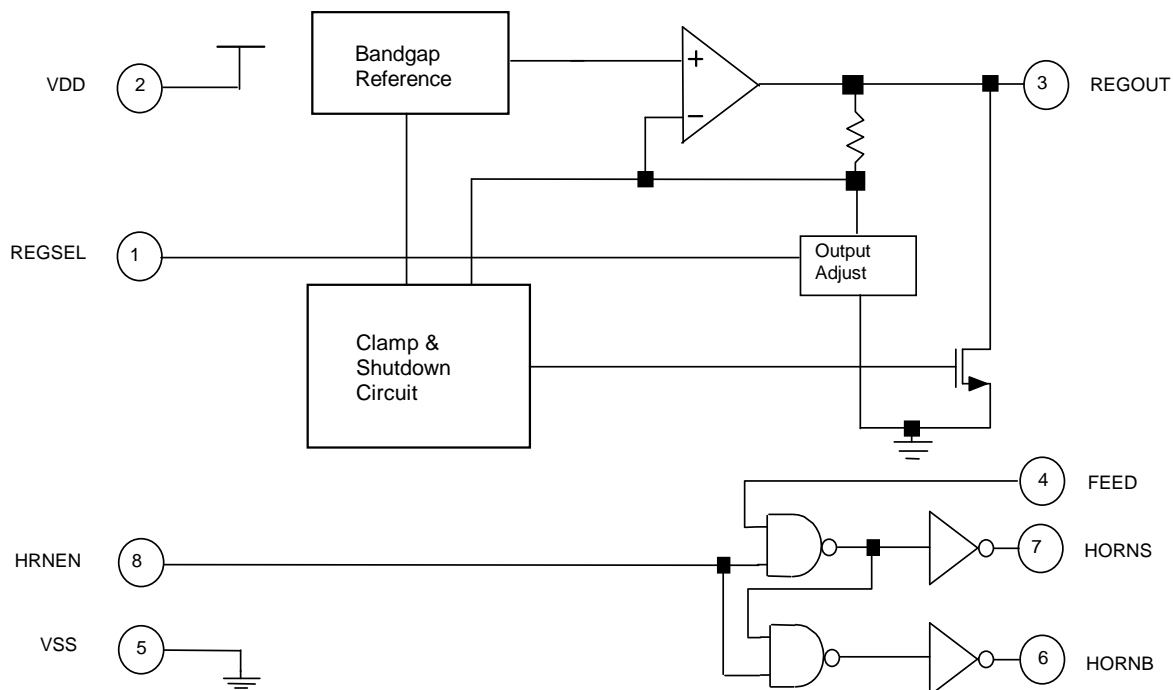 Bandgap
Reference
+
−
VDD
2
3
REGOUT
REGSEL
1
Output
Adjust
Clamp &
Shutdown
Circuit
4
FEED
HRNEN
8
7
HORNS
VSS
5
6
HORNB